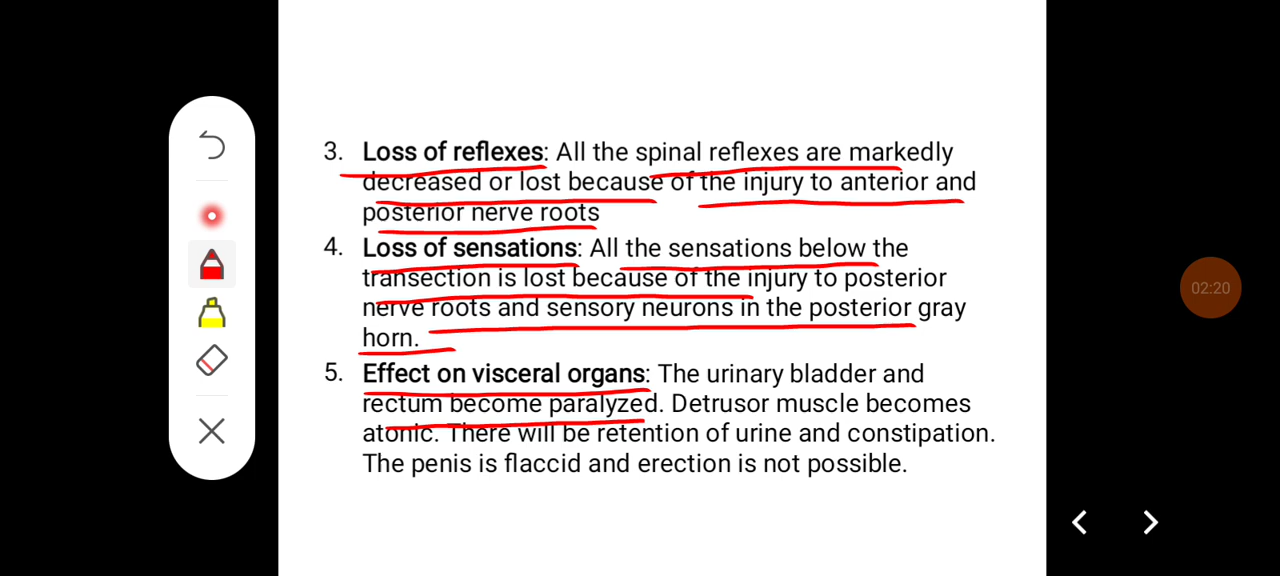 3. Loss of reflexes: All the spinal reflexes are markedly
decreased or lost because of the injury to anterior and
posterior nerve roots
4. Loss of sensations: All the sensations below the
transection is lost because of the injury to posterior
nerve roots and sensory neurons in the posterior gray
horn.
5. Effect on visceral organs: The urinary bladder and
rectum become paralyzed. Detrusor muscle becomes
atonic. There will be retention of urine and constipation.
The penis is flaccid and erection is not possible.
02:20